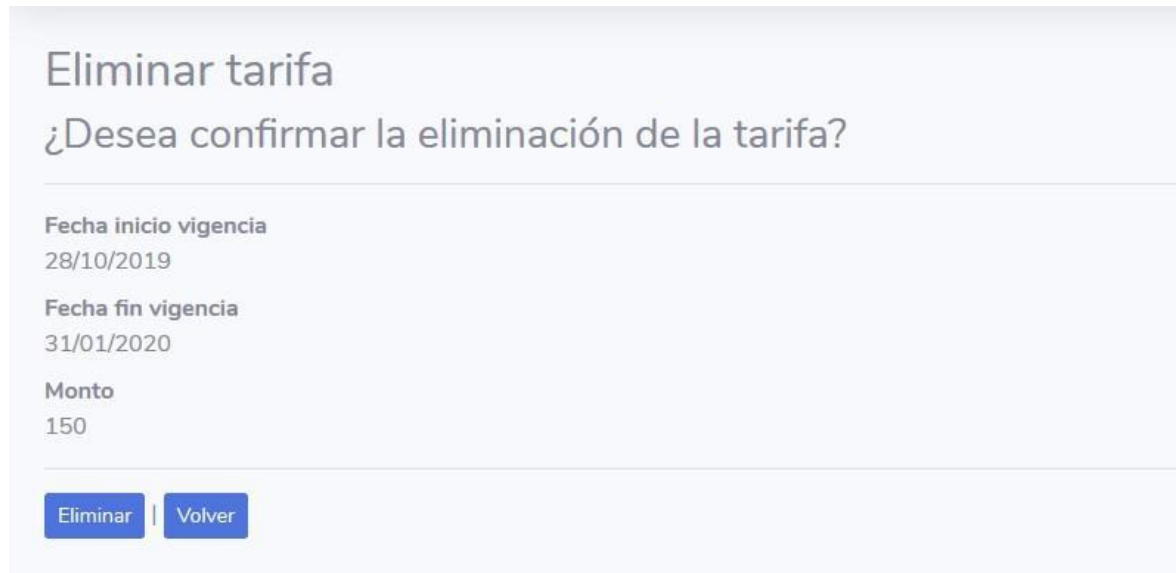 Eliminar tarifa
¿Desea confirmar la eliminación de la tarifa?
Fecha inicio vigencia
28/10/2019
Fecha fin vigencia
31/01/2020
Monto
150
Eliminar | Volver